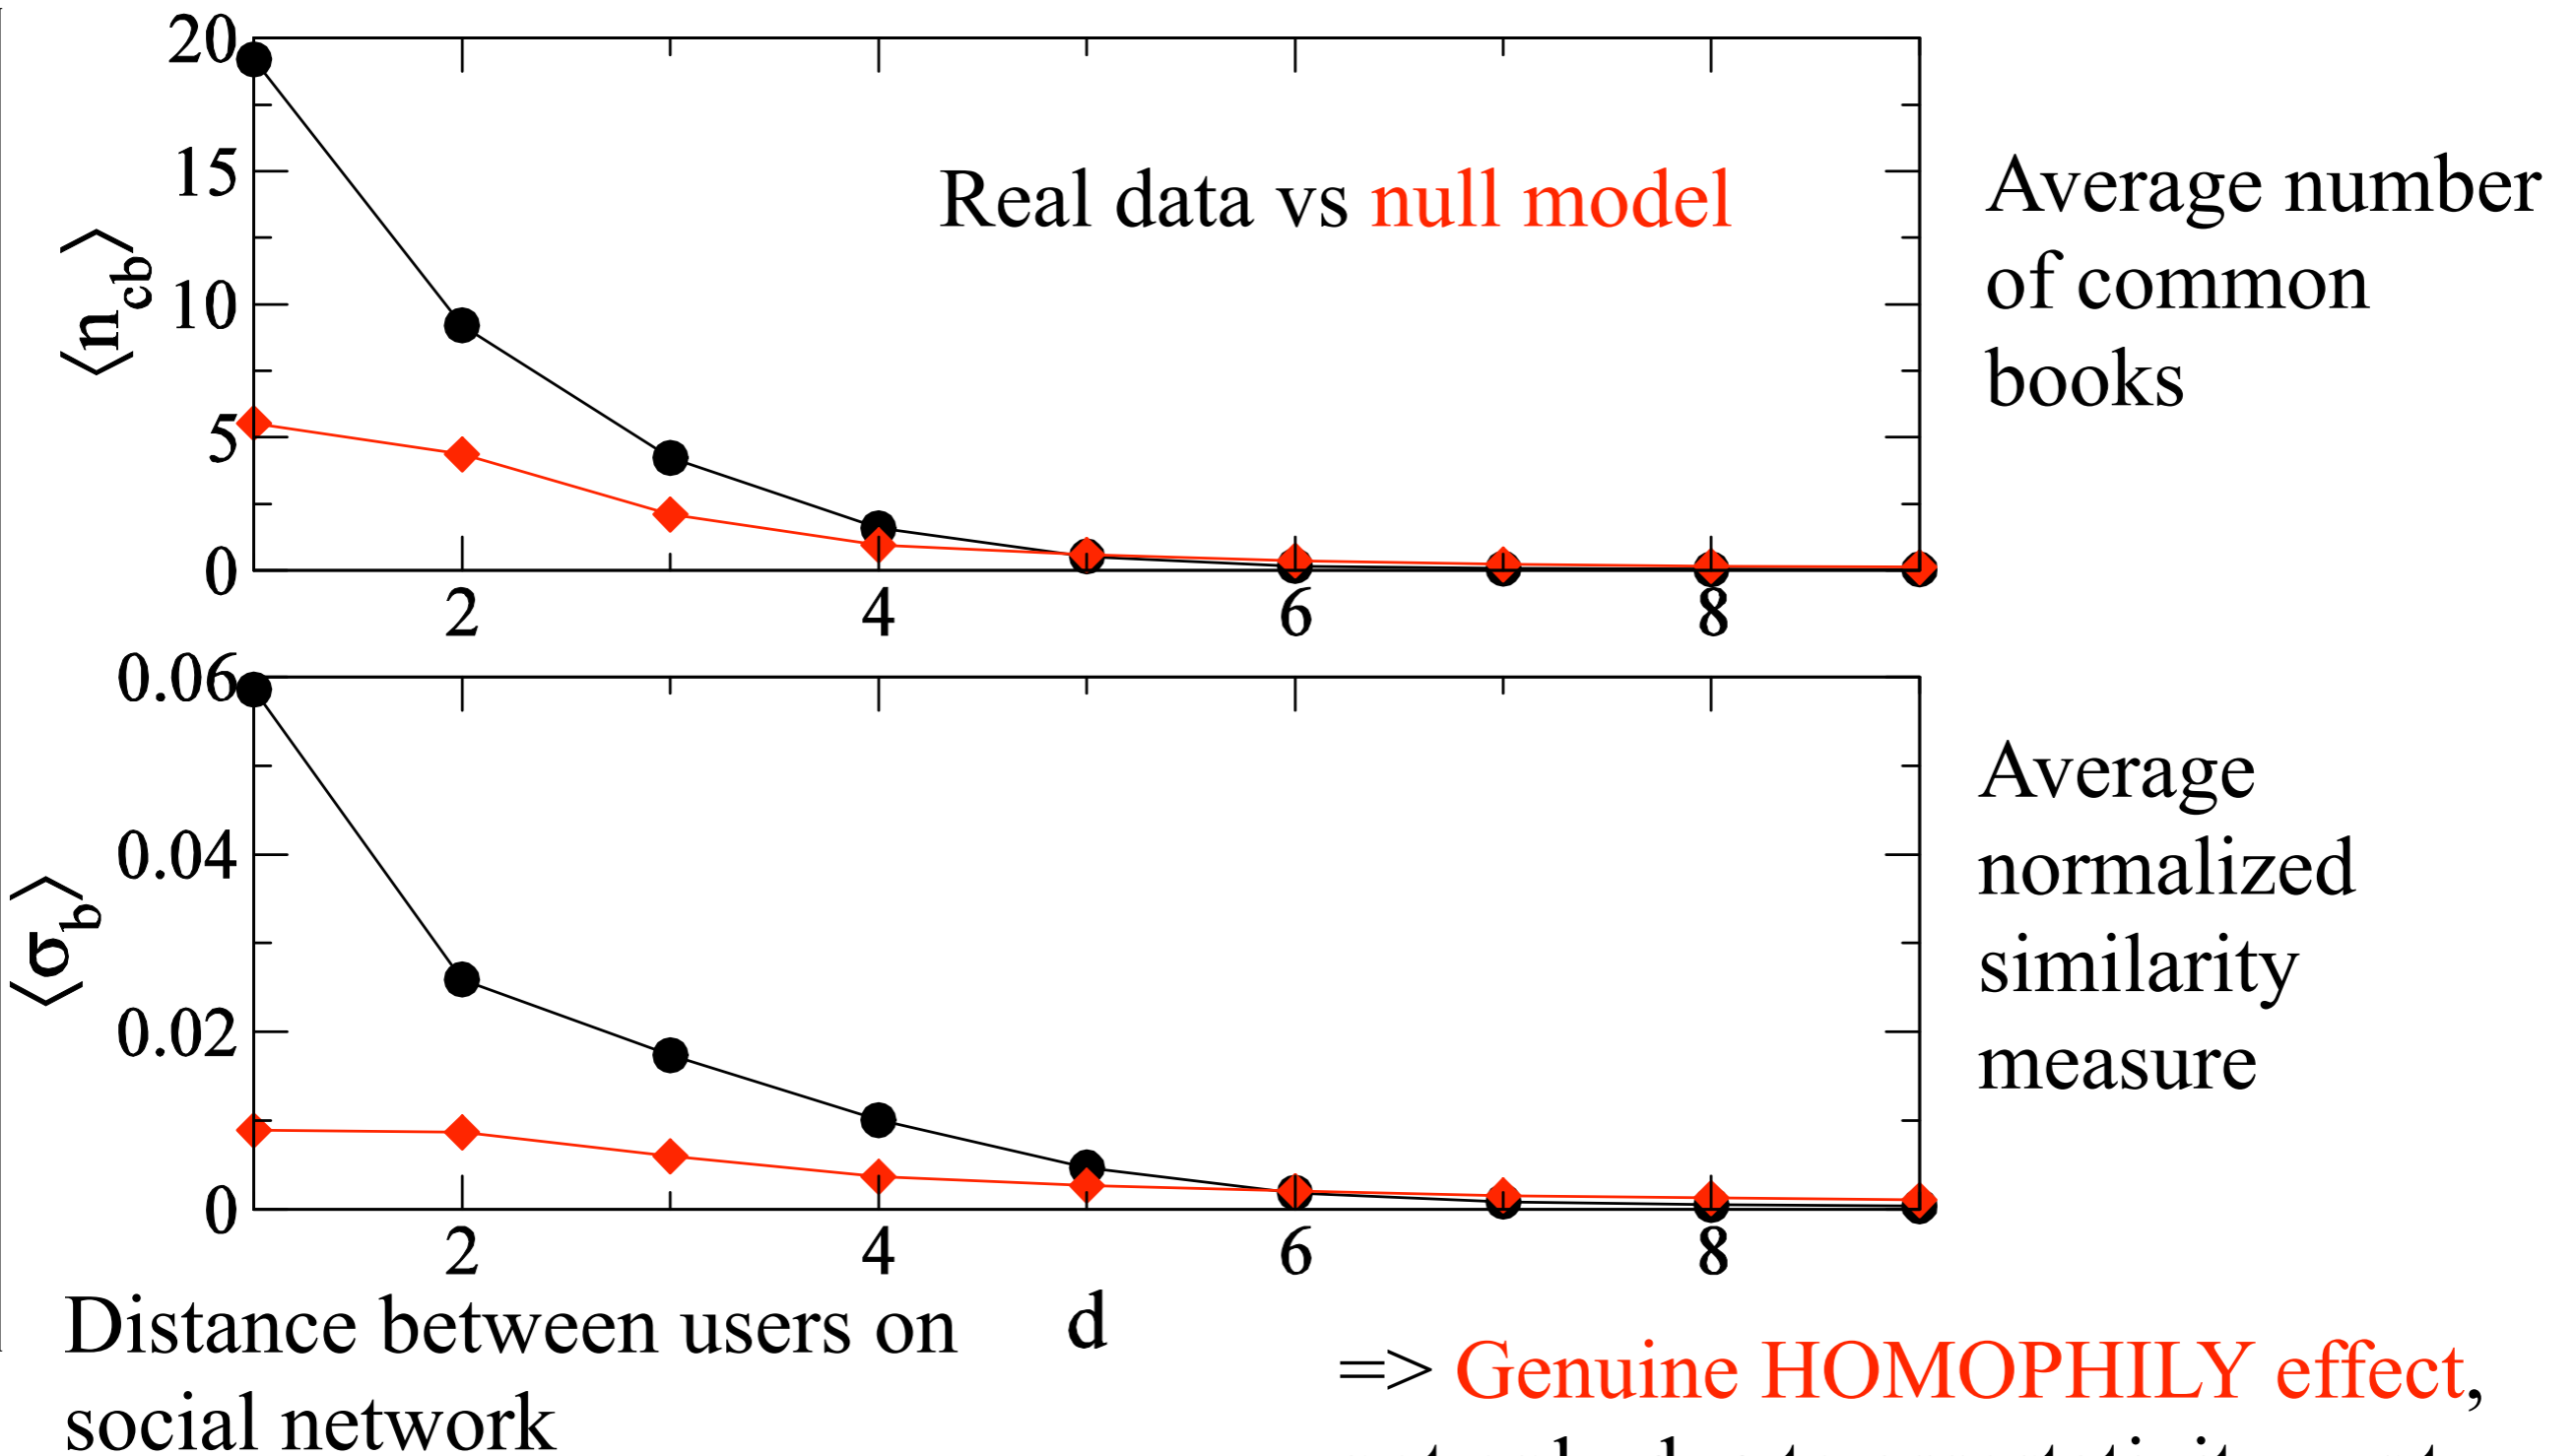 20
15
10
5
0
⟨n_cb⟩
Real data vs null model
Average number
of common
books
2 4 6 8
0.06
0.04
0.02
0
⟨σ_b⟩
Average
normalized
similarity
measure
2 4 6 8
d
Distance between users on
social network
=> Genuine HOMOPHILY effect,